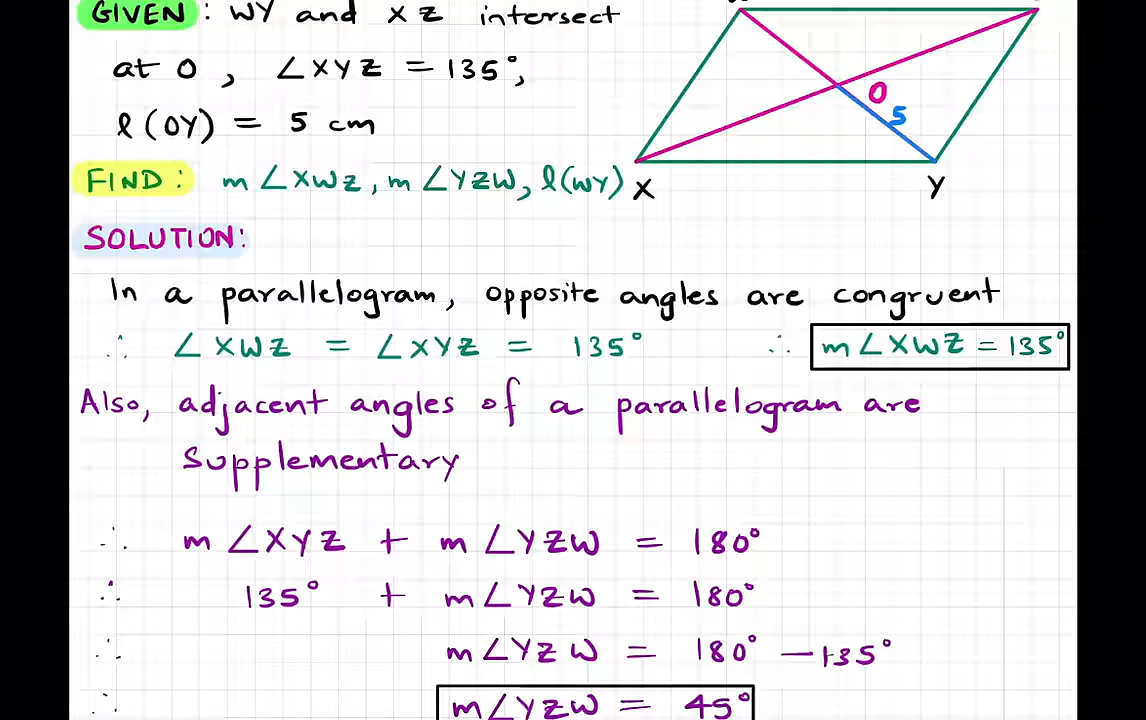 GIVEN : WY and XZ intersect
at O, ∠XYZ = 135°,
l(OY) = 5 cm
O
5
FIND: m∠XWZ, m∠YZW, l(WY)
X
Y
SOLUTION:
In a parallelogram, opposite angles are congruent
∴ ∠XWZ = ∠XYZ = 135° ∴ m∠XWZ = 135°
Also, adjacent angles of a parallelogram are
supplementary
∴ m∠XYZ + m∠YZW = 180°
∴ 135° + m∠YZW = 180°
∴ m∠YZW = 180° - 135°
∴ m∠YZW = 45°